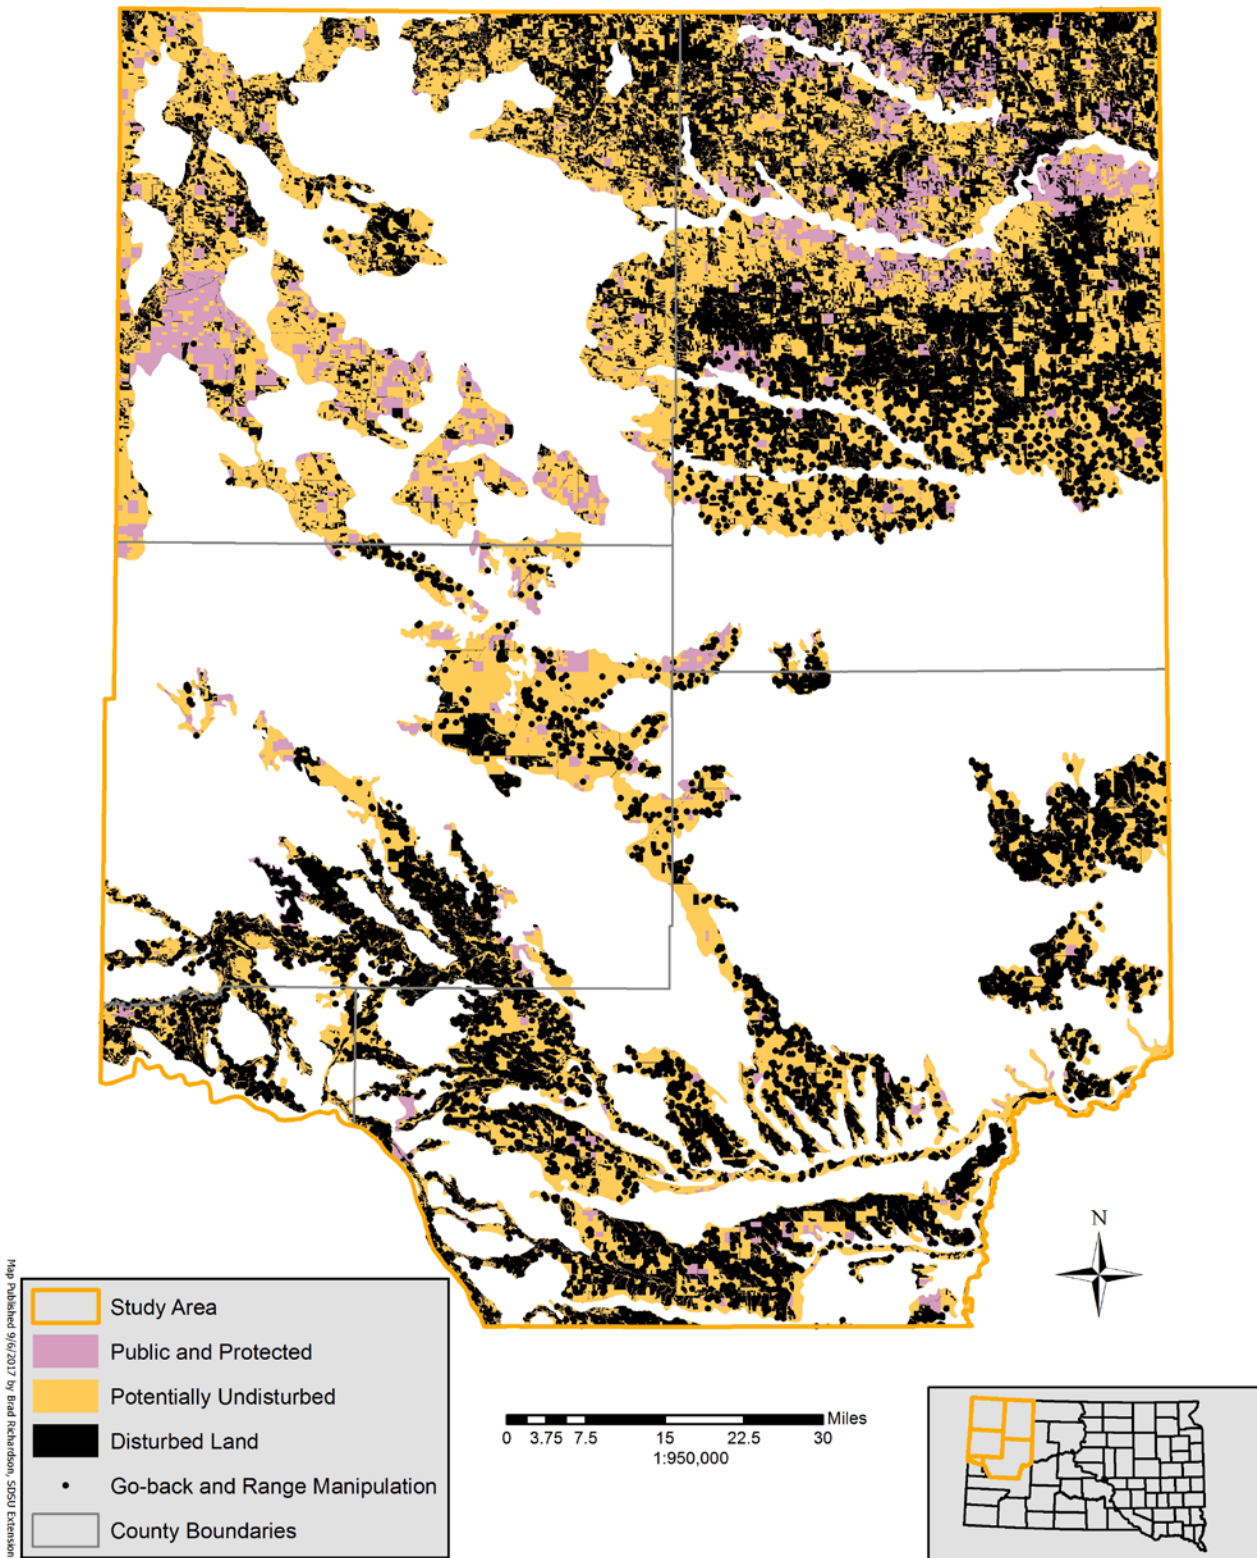 N
Study Area
Public and Protected
Potentially Undisturbed
Disturbed Land
Go-back and Range Manipulation
County Boundaries
Miles
0 3.75 7.5 15 22.5 30
1:950,000
Map Published 9/6/2017 by Brad Richardson, SDSU Extension